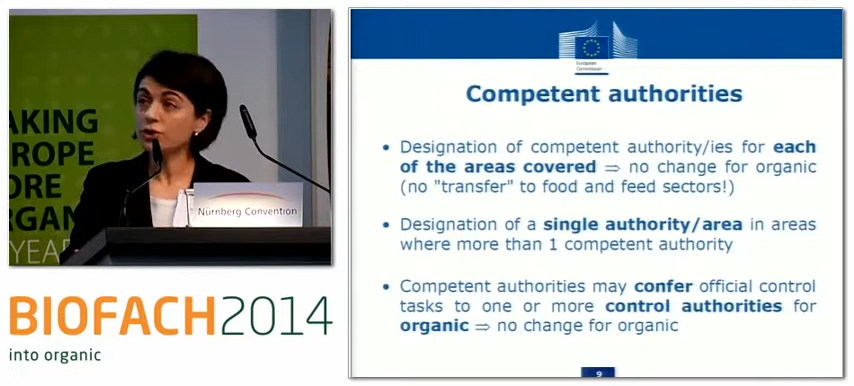 AKING
ROPE
ORE
RGAN
YEA
Nürnberg Convention
BIOFACH2014
into organic
European
Commission
Competent authorities
• Designation of competent authority/ies for each
of the areas covered ⇒ no change for organic
(no "transfer" to food and feed sectors!)
• Designation of a single authority/area in areas
where more than 1 competent authority
• Competent authorities may confer official control
tasks to one or more control authorities for
organic ⇒ no change for organic
9